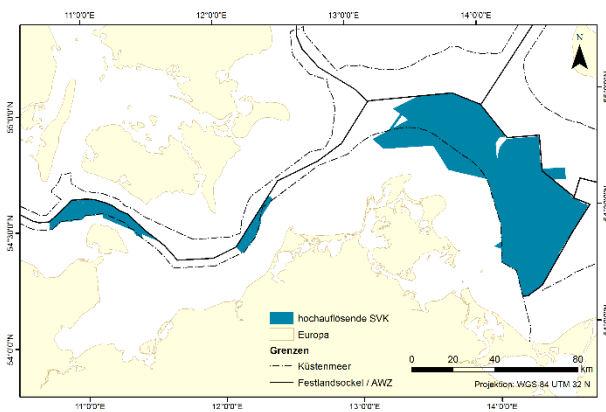 11°0'0"E 12°0'0"E 13°0'0"E 14°0'0"E
N
55°0'0"N
54°30'0"N
54°0'0"N
hochauflösende SVK
Europa
Grenzen
Küstenmeer
Festlandsockel / AWZ
0 20 40 60 80
km
Projektion: WGS 84 UTM 32 N
11°0'0"E 12°0'0"E 13°0'0"E 14°0'0"E